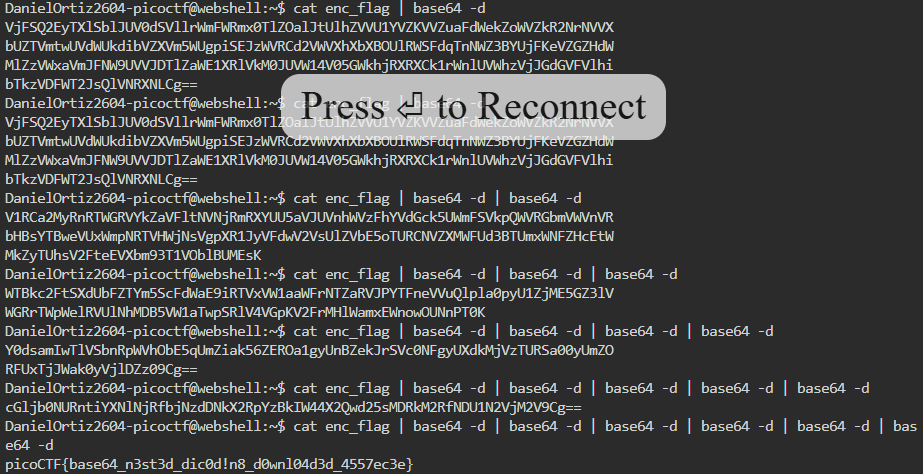 DanielOrtiz2604-picoctf@webshell:~$ cat enc_flag | base64 -d
VjFSQ2EyTXlSblJUV0dSVllrWmFWRmx0TlZOalJtUlhZVVU1YVZKVVZuaFdWekZoWVZkR2NrNVVX
bUZTVmtwUVdWUkdibVZXVm5WUgpiSEJzWVRCd2VWVXhXbXBOUlRWSFdqTnNWZ3BYUjFKeVZGZHdW
MlZzVWxaVmJFNW9UVVJDTlZaWE1XRlVkM0JUVW14V05GWkhjRXRXCk1rWnlUVWhzVjJGdGVFVlhi
bTkzVDFWT2JsQlVNRXNLCg==
DanielOrtiz2604-picoctf@webshell:~$ cat enc_flag | base64 -d
Press ⏎ to Reconnect
VjFSQ2EyTXlSblJUV0dSVllrWmFWRmx0TlZOalJtUlhZVVU1YVZKVVZuaFdWekZoWVZkR2NrNVVX
bUZTVmtwUVdWUkdibVZXVm5WUgpiSEJzWVRCd2VWVXhXbXBOUlRWSFdqTnNWZ3BYUjFKeVZGZHdW
MlZzVWxaVmJFNW9UVVJDTlZaWE1XRlVkM0JUVW14V05GWkhjRXRXCk1rWnlUVWhzVjJGdGVFVlhi
bTkzVDFWT2JsQlVNRXNLCg==
DanielOrtiz2604-picoctf@webshell:~$ cat enc_flag | base64 -d | base64 -d
V1RCa2MyRnRTWGRVYkZaVFltNVNjRmRXYUU5aVJUVnhWVzFhYVdGck5UWmFSVkpQWVRGbmVWVnVR
bHBsYTBweVUxWmpNRTVHWjNsVgpXR1JyVFdwV2VsUlZVbE5oTURCNVZXMWFUd3BTUmxWNFZHcEtW
MkZyTUhsV2FteEVXbm93T1VOblBUMEsK
DanielOrtiz2604-picoctf@webshell:~$ cat enc_flag | base64 -d | base64 -d | base64 -d
WTBkc2FtSXdUbFZTYm5ScFdWaE9iRTVxVW1aaWFrNTZaRVJPYTFneVVuQlpla0pyU1ZjME5GZ3lV
WGRrTWpWelRVUlNhMDB5VW1aTwpSRlV4VGpKV2FrMHlWamxEWnowOUNnPT0K
DanielOrtiz2604-picoctf@webshell:~$ cat enc_flag | base64 -d | base64 -d | base64 -d | base64 -d
Y0dsamIwTlVSbnRpWVhObE5qUmZiak56ZEROa1gyUnBZekJrSVc0NFgyUXdkMjVzTURSa00yUmZO
RFUxTjJWak0yVjlDZz09Cg==
DanielOrtiz2604-picoctf@webshell:~$ cat enc_flag | base64 -d | base64 -d | base64 -d | base64 -d | base64 -d
cGljb0NURntiYXNlNjRfbjNzdDNkX2RpYzBkIW44X2Qwd25sMDRkM2RfNDU1N2VjM2V9Cg==
DanielOrtiz2604-picoctf@webshell:~$ cat enc_flag | base64 -d | base64 -d | base64 -d | base64 -d | base64 -d | bas
e64 -d
picoCTF{base64_n3st3d_dic0d!n8_d0wnl04d3d_4557ec3e}